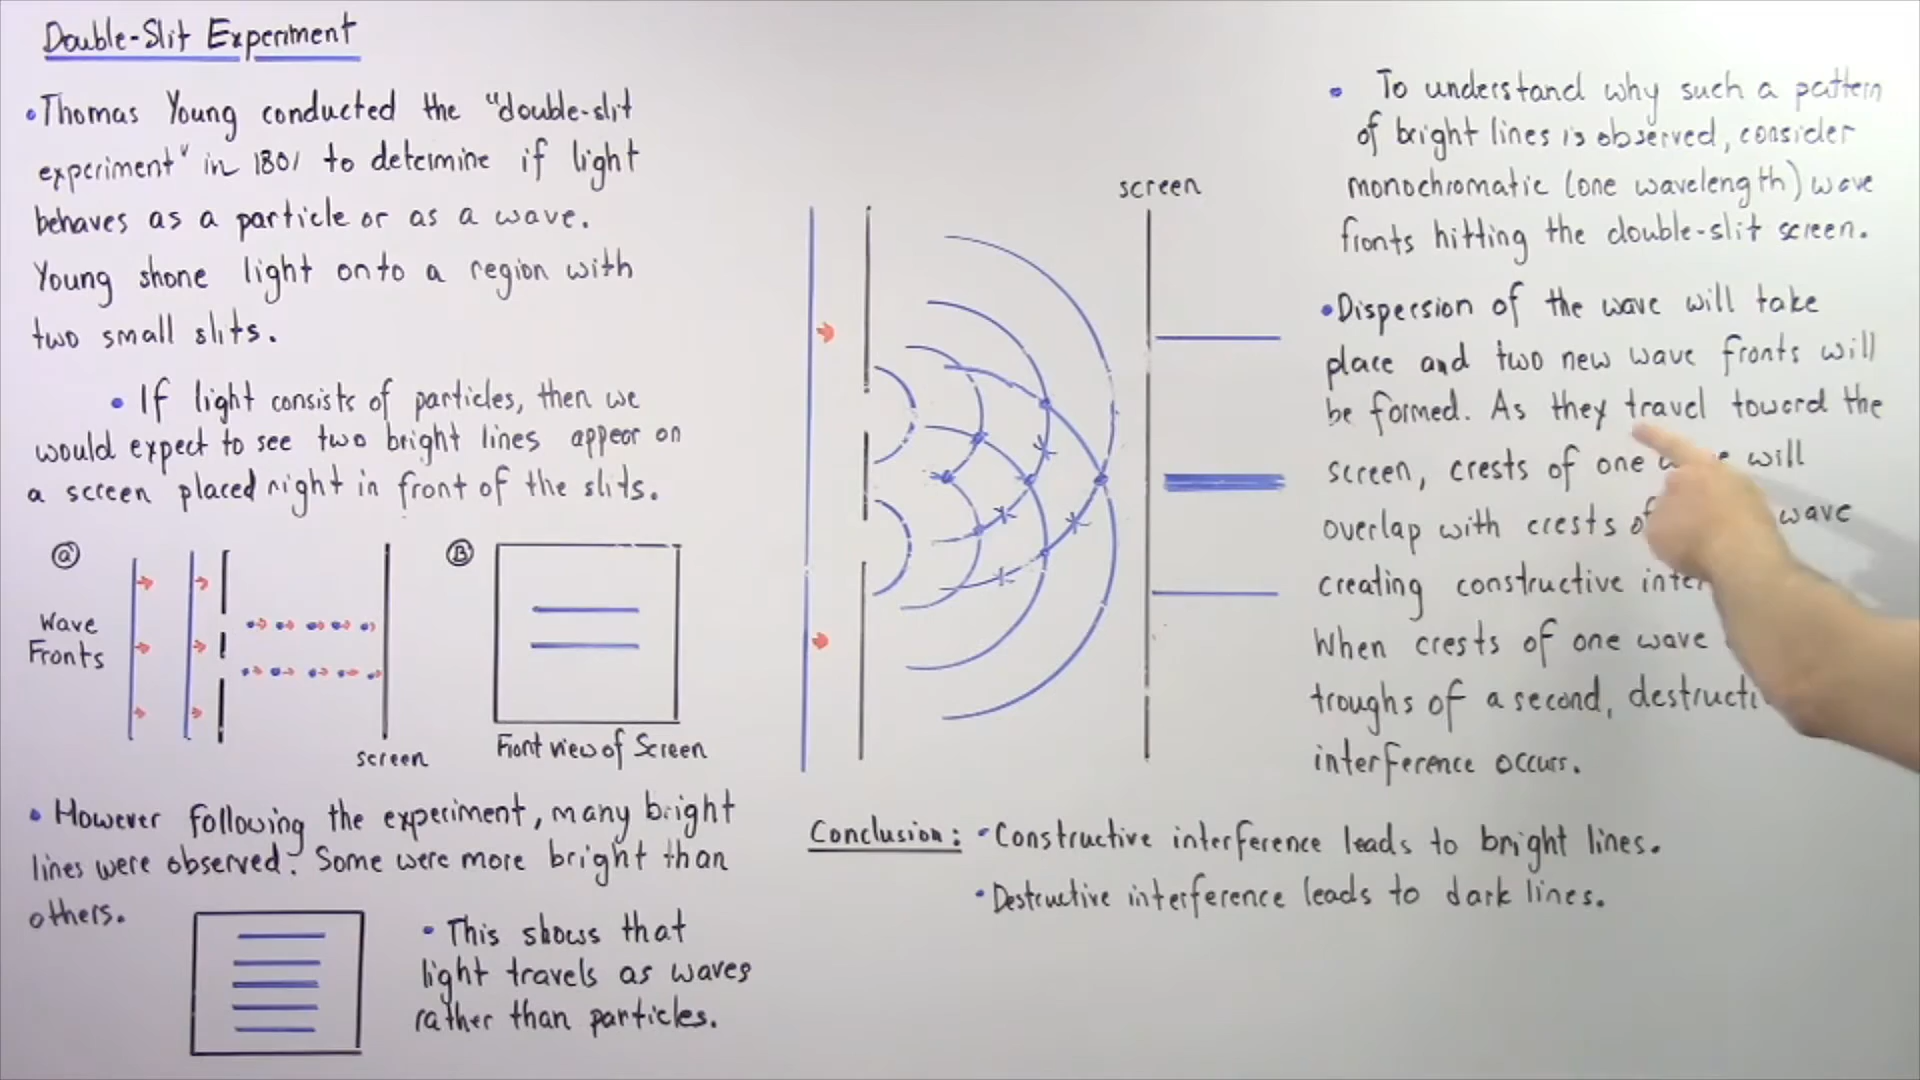 Double-Slit Experiment
•Thomas Young conducted the "double-slit
experiment" in 1801 to determine if light
behaves as a particle or as a wave.
Young shone light onto a region with
two small slits.
• If light consists of particles, then we
would expect to see two bright lines appear on
a screen placed right in front of the slits.
(a)
Wave
Fronts
screen
(B)
Front view of Screen
• However following the experiment, many bright
lines were observed. Some were more bright than
others.
• This shows that
light travels as waves
rather than particles.
screen
• To understand why such a pattern
of bright lines is observed, consider
monochromatic (one wavelength) wave
fronts hitting the double-slit screen.
•Dispersion of the wave will take
place and two new wave fronts will
be formed. As they travel toward the
screen, crests of one will
overlap with crests wave
creating constructive
When crests of one wave
troughs of a second,
interference occurs.
Conclusion: •Constructive interference leads to bright lines.
•Destructive interference leads to dark lines.